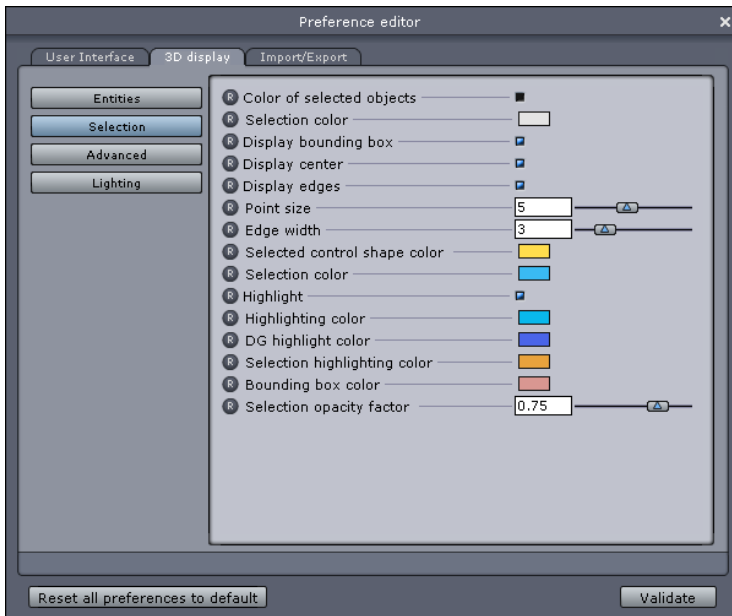 Preference editor
User Interface
3D display
Import/Export
Entities
Selection
Advanced
Lighting
R Color of selected objects
R Selection color
R Display bounding box
R Display center
R Display edges
R Point size 5
R Edge width 3
R Selected control shape color
R Selection color
R Highlight
R Highlighting color
R DG highlight color
R Selection highlighting color
R Bounding box color
R Selection opacity factor 0.75
Reset all preferences to default
Validate